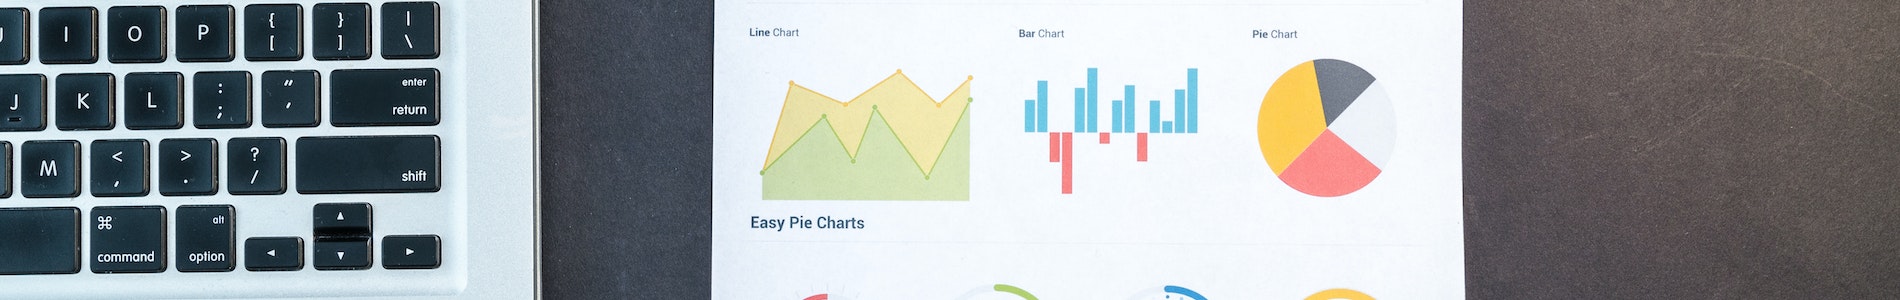 I O P { [ } ] | \
J K L : ; " ' enter return
M < , > . ? / shift
⌘ command alt option
Line Chart Bar Chart Pie Chart
Easy Pie Charts